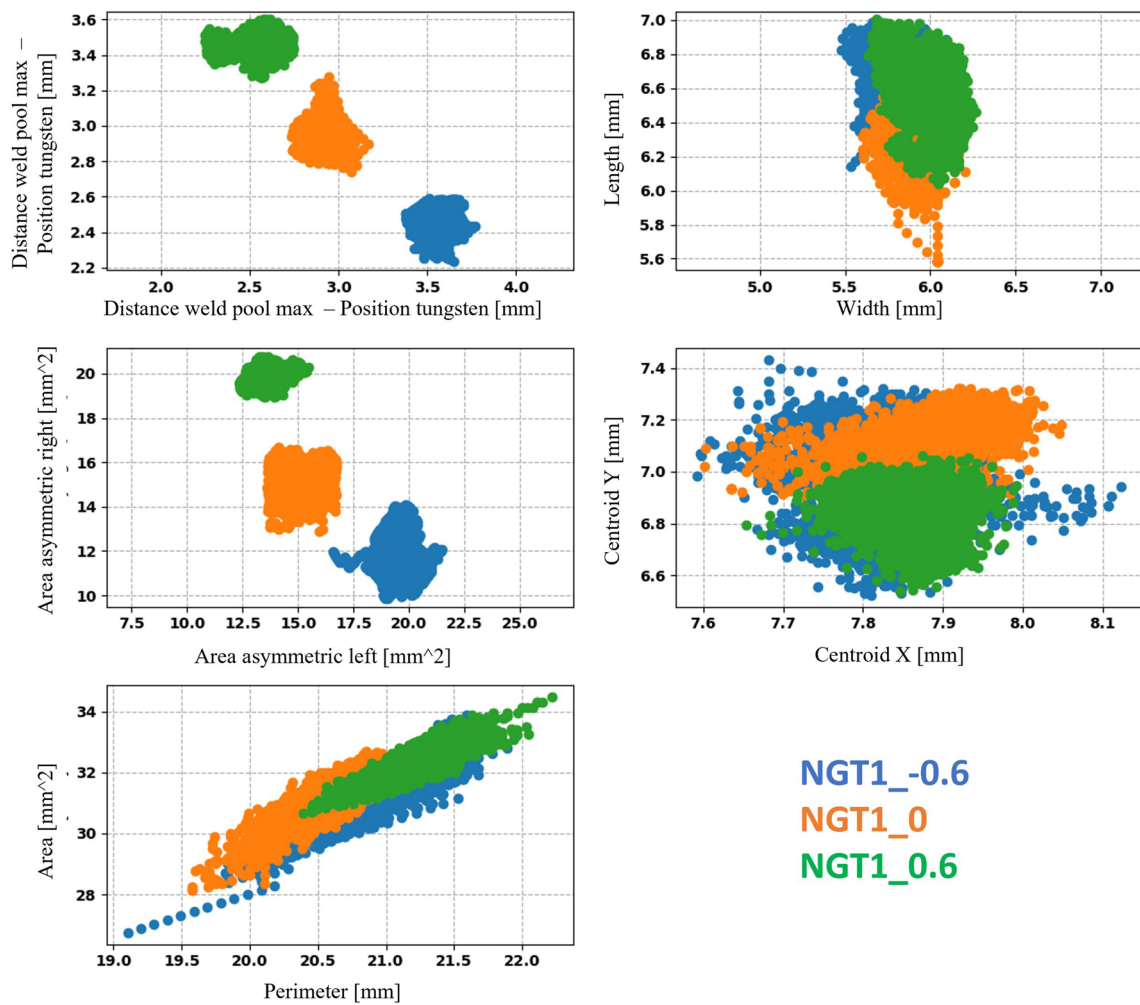 3.6
3.4
3.2
3.0
2.8
2.6
2.4
2.2
Distance weld pool max –
Position tungsten [mm]
2.0 2.5 3.0 3.5 4.0
Distance weld pool max – Position tungsten [mm]
7.0
6.8
6.6
6.4
6.2
6.0
5.8
5.6
Length [mm]
5.0 5.5 6.0 6.5 7.0
Width [mm]
20
18
16
14
12
10
Area asymmetric right [mm^2]
7.5 10.0 12.5 15.0 17.5 20.0 22.5 25.0
Area asymmetric left [mm^2]
7.4
7.2
7.0
6.8
6.6
Centroid Y [mm]
7.6 7.7 7.8 7.9 8.0 8.1
Centroid X [mm]
34
32
30
28
Area [mm^2]
19.0 19.5 20.0 20.5 21.0 21.5 22.0
Perimeter [mm]
NGT1_-0.6
NGT1_0
NGT1_0.6